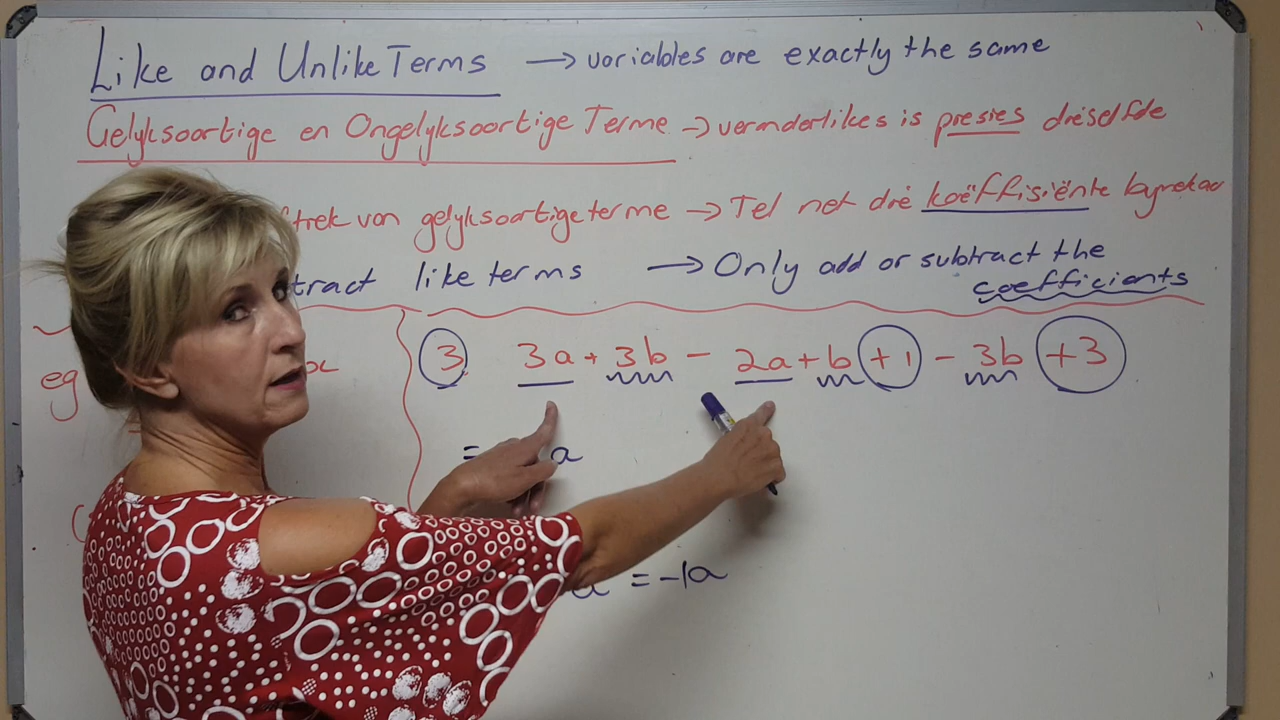 Like and Unlike Terms → variables are exactly the same
Gelyksoortige en Ongelyksoortige Terme → veranderlikes is presies dieselfde
ftrek van gelyksoortige terme → Tel net die koëffisiënte bymekaar
tract like terms → Only add or subtract the
coefficients
eg
3 3a + 3b - 2a + b + 1 - 3b + 3
= a
a = -1a